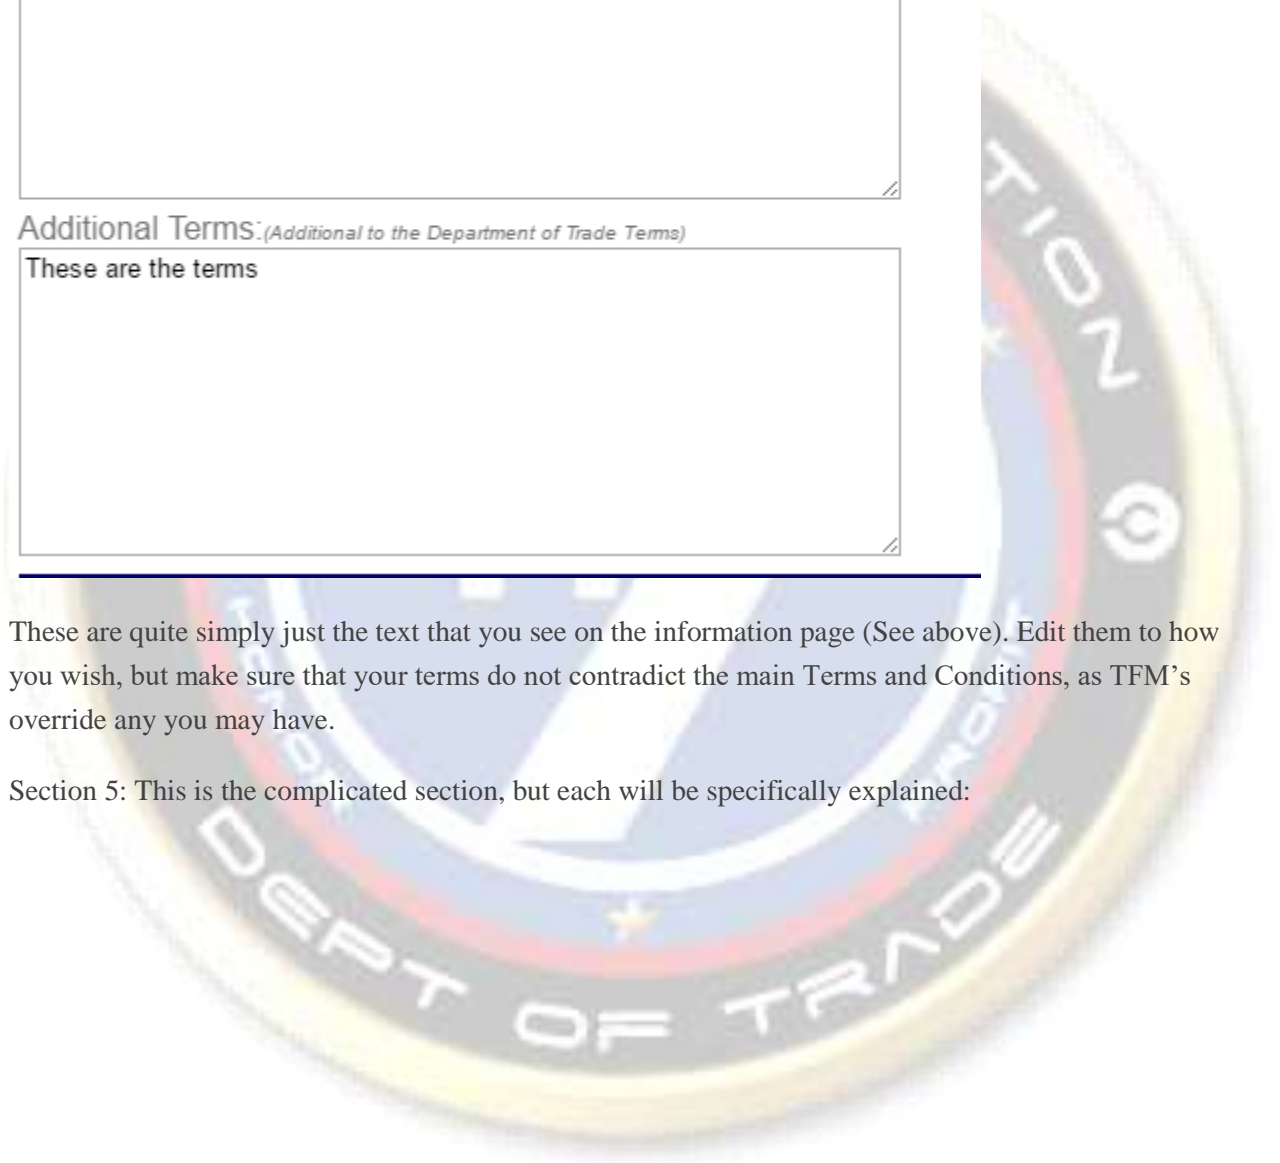 Additional Terms:(Additional to the Department of Trade Terms)
These are the terms
These are quite simply just the text that you see on the information page (See above). Edit them to how
you wish, but make sure that your terms do not contradict the main Terms and Conditions, as TFM’s
override any you may have.
Section 5: This is the complicated section, but each will be specifically explained:
TION
DEPT OF TRADE